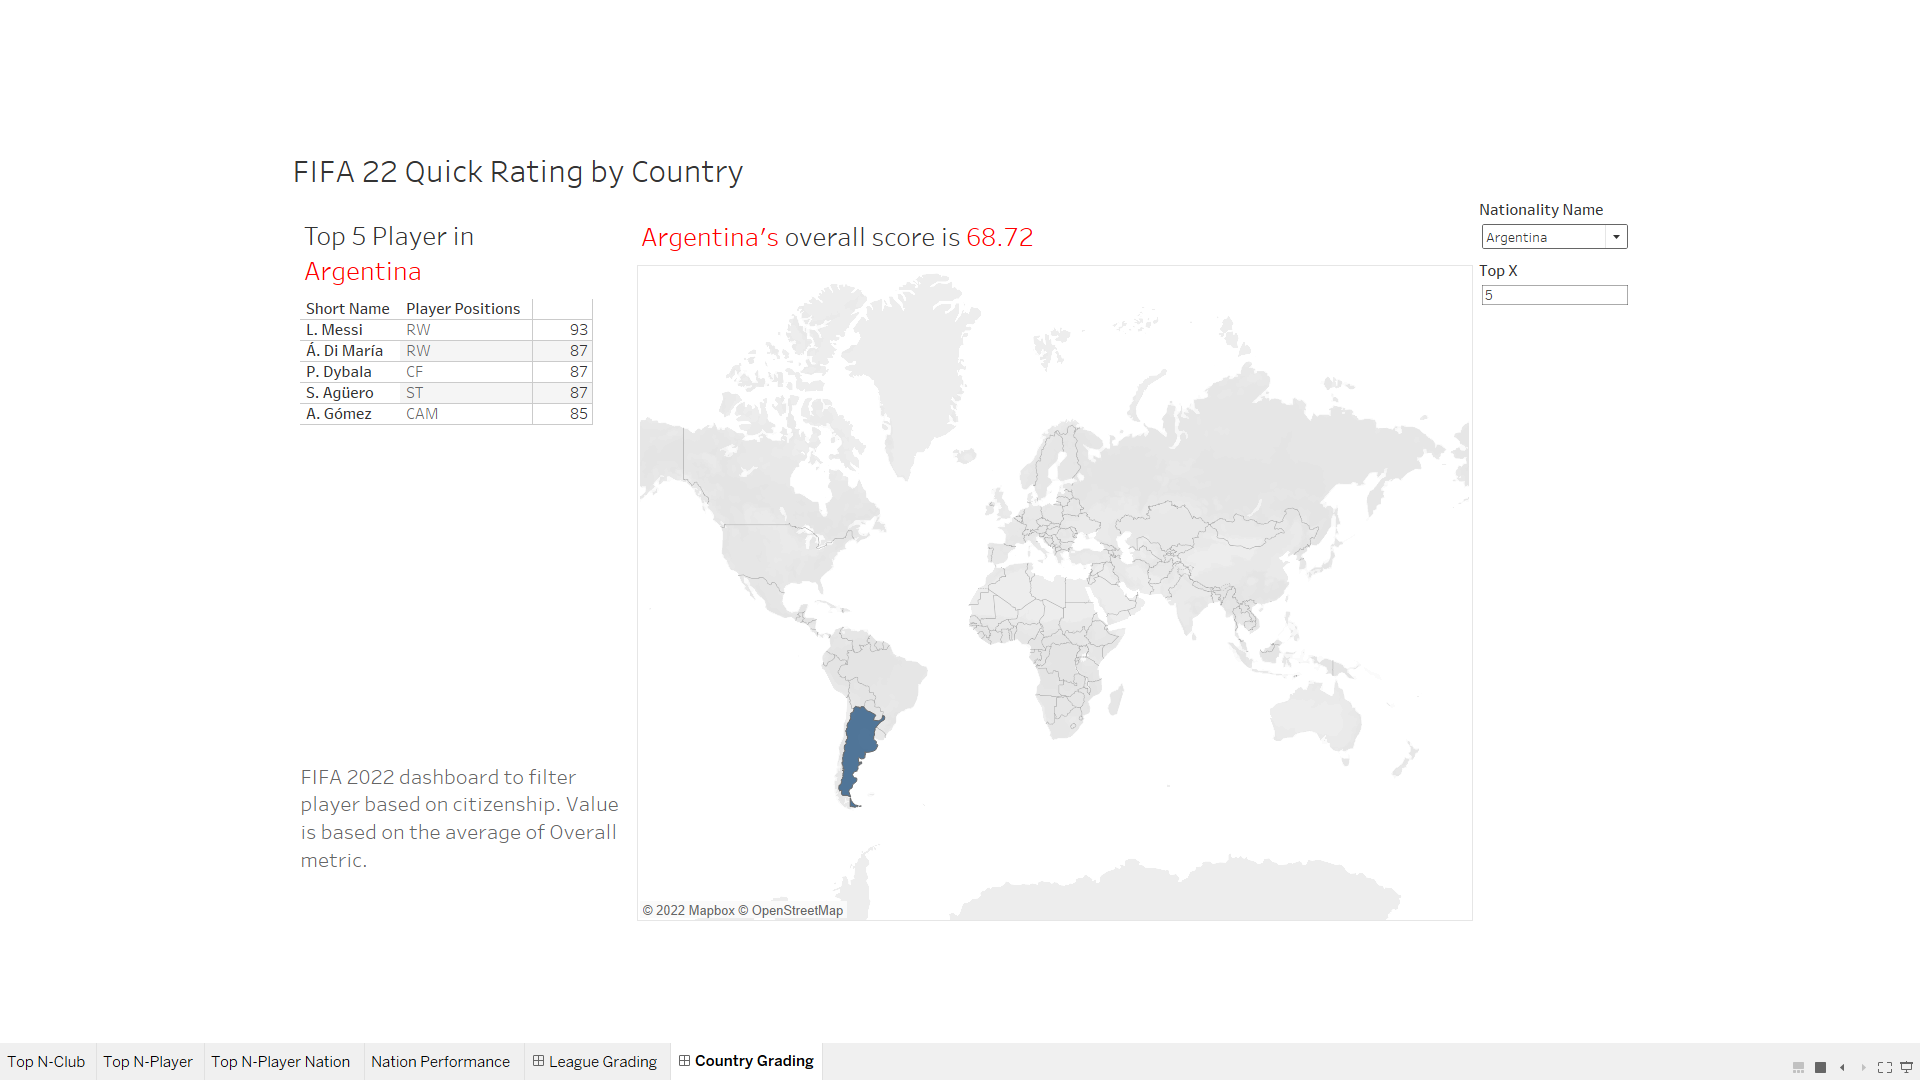 FIFA 22 Quick Rating by Country
Top 5 Player in
Argentina
Short Name Player Positions
L. Messi RW 93
Á. Di María RW 87
P. Dybala CF 87
S. Agüero ST 87
A. Gómez CAM 85
FIFA 2022 dashboard to filter
player based on citizenship. Value
is based on the average of Overall
metric.
Argentina's overall score is 68.72
© 2022 Mapbox © OpenStreetMap
Nationality Name
Argentina
Top X
5
Top N-Club Top N-Player Top N-Player Nation Nation Performance League Grading Country Grading